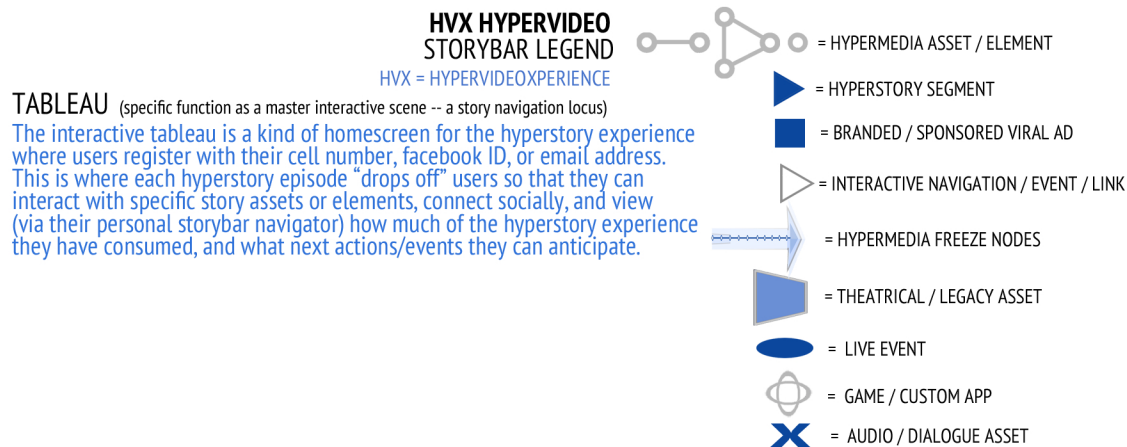 HVX HYPERVIDEO
STORYBAR LEGEND
HVX = HYPERVIDEOXPERIENCE
TABLEAU (specific function as a master interactive scene -- a story navigation locus)
The interactive tableau is a kind of homescreen for the hyperstory experience
where users register with their cell number, facebook ID, or email address.
This is where each hyperstory episode “drops off” users so that they can
interact with specific story assets or elements, connect socially, and view
(via their personal storybar navigator) how much of the hyperstory experience
they have consumed, and what next actions/events they can anticipate.
= HYPERMEDIA ASSET / ELEMENT
= HYPERSTORY SEGMENT
= BRANDED / SPONSORED VIRAL AD
= INTERACTIVE NAVIGATION / EVENT / LINK
= HYPERMEDIA FREEZE NODES
= THEATRICAL / LEGACY ASSET
= LIVE EVENT
= GAME / CUSTOM APP
= AUDIO / DIALOGUE ASSET